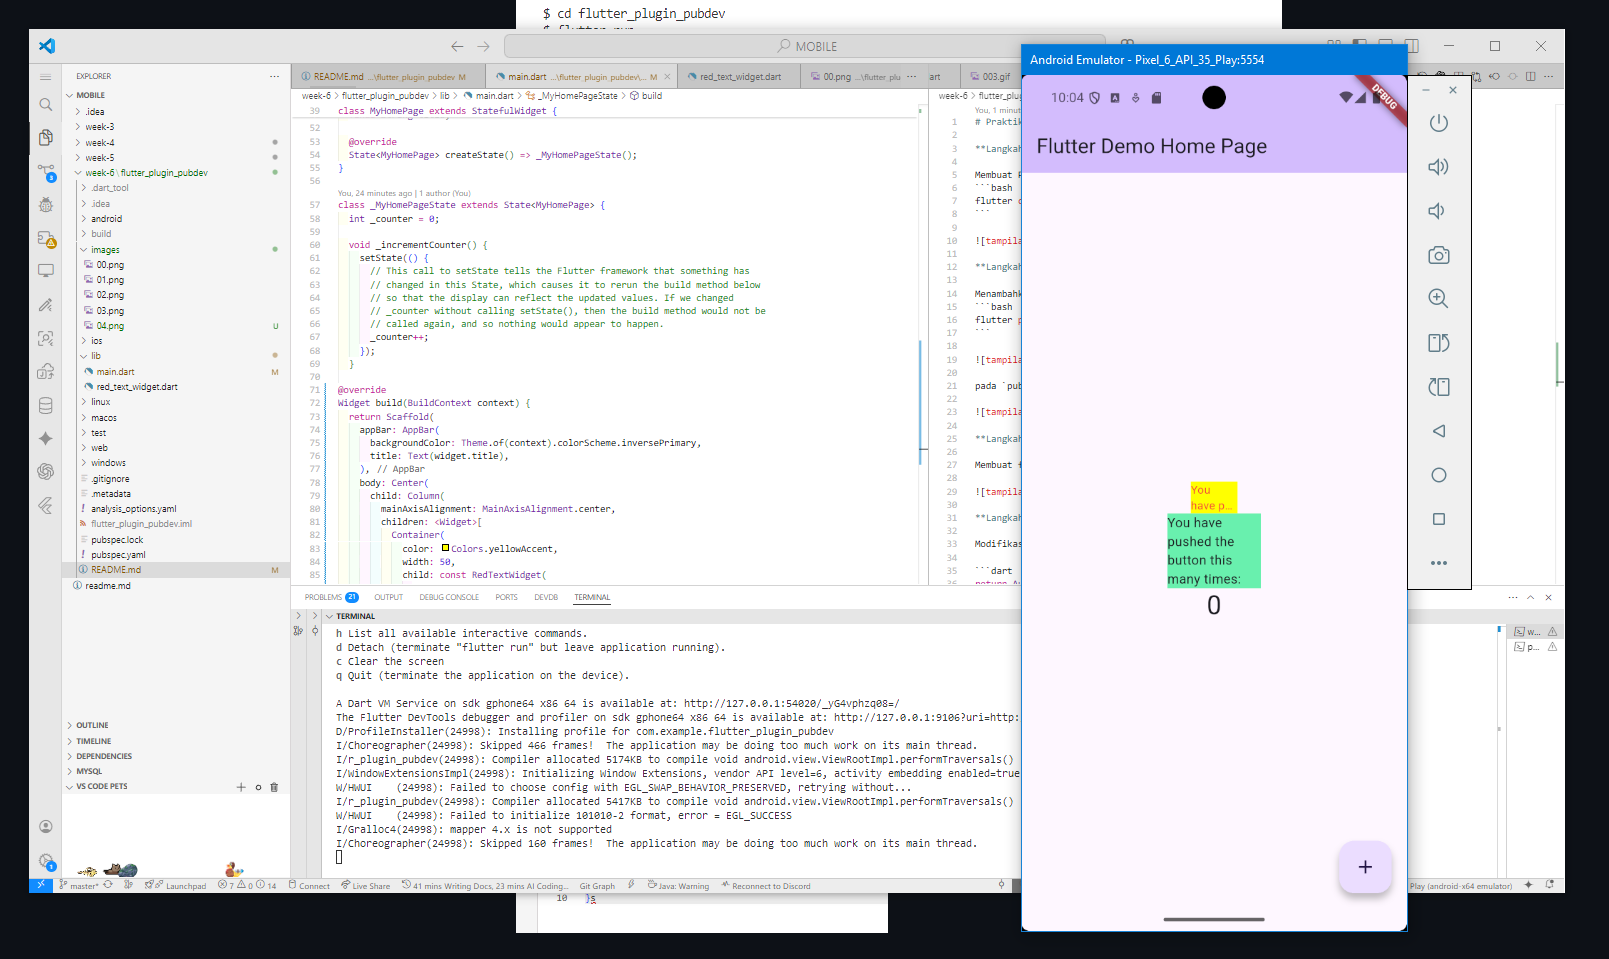 $ cd flutter_plugin_pubdev
MOBILE
EXPLORER
MOBILE
.idea
week-3
week-4
week-5
week-6\flutter_plugin_pubdev
.dart_tool
.idea
android
build
images
00.png
01.png
02.png
03.png
04.png
U
ios
lib
main.dart
M
red_text_widget.dart
linux
macos
test
web
windows
.gitignore
.metadata
analysis_options.yaml
flutter_plugin_pubdev.iml
pubspec.lock
pubspec.yaml
README.md
M
readme.md
OUTLINE
TIMELINE
DEPENDENCIES
MYSQL
VS CODE PETS
README.md ...\flutter_plugin_pubdev M
main.dart ...\flutter_plugin_pubdev\... M
red_text_widget.dart
00.png ...\flutter_plu
art
003.gif
week-6 > flutter_plugin_pubdev > lib > main.dart > _MyHomePageState > build
39 class MyHomePage extends StatefulWidget {
52
53 @override
54 State<MyHomePage> createState() => _MyHomePageState();
55 }
56
You, 24 minutes ago | 1 author (You)
57 class _MyHomePageState extends State<MyHomePage> {
58 int _counter = 0;
59
60 void _incrementCounter() {
61 setState(() {
62 // This call to setState tells the Flutter framework that something has
63 // changed in this State, which causes it to rerun the build method below
64 // so that the display can reflect the updated values. If we changed
65 // _counter without calling setState(), then the build method would not be
66 // called again, and so nothing would appear to happen.
67 _counter++;
68 });
69 }
70
71 @override
72 Widget build(BuildContext context) {
73 return Scaffold(
74 appBar: AppBar(
75 backgroundColor: Theme.of(context).colorScheme.inversePrimary,
76 title: Text(widget.title),
77 ), // AppBar
78 body: Center(
79 child: Column(
80 mainAxisAlignment: MainAxisAlignment.center,
81 children: <Widget>[
82 Container(
83 color: Colors.yellowAccent,
84 width: 50,
85 child: const RedTextWidget(
week-6 > flutter_
You, 1 minut
1 # Prakti
2
3 **Langkah
4
5 Membuat P
6 ```bash
7 flutter c
8 ```
9
10 ![tampila
11
12 **Langkah
13
14 Menambahk
15 ```bash
16 flutter p
17 ```
18
19 ![tampila
20
21 pada `pub
22
23 ![tampila
24
25 **Langkah
26
27 Membuat f
28
29 ![tampila
30
31 **Langkah
32
33 Modifikas
34
35 ```dart
PROBLEMS 21
OUTPUT
DEBUG CONSOLE
PORTS
DEVDB
TERMINAL
TERMINAL
h List all available interactive commands.
d Detach (terminate "flutter run" but leave application running).
c Clear the screen
q Quit (terminate the application on the device).
A Dart VM Service on sdk gphone64 x86 64 is available at: http://127.0.0.1:54020/_yG4vphzq08=/
The Flutter DevTools debugger and profiler on sdk gphone64 x86 64 is available at: http://127.0.0.1:9106?uri=http:
D/ProfileInstaller(24998): Installing profile for com.example.flutter_plugin_pubdev
I/Choreographer(24998): Skipped 466 frames!  The application may be doing too much work on its main thread.
I/r_plugin_pubdev(24998): Compiler allocated 5174KB to compile void android.view.ViewRootImpl.performTraversals()
I/WindowExtensionsImpl(24998): Initializing Window Extensions, vendor API level=6, activity embedding enabled=true
W/HWUI    (24998): Failed to choose config with EGL_SWAP_BEHAVIOR_PRESERVED, retrying without...
I/r_plugin_pubdev(24998): Compiler allocated 5417KB to compile void android.view.ViewRootImpl.performTraversals()
W/HWUI    (24998): Failed to initialize 101010-2 format, error = EGL_SUCCESS
I/Gralloc4(24998): mapper 4.x is not supported
I/Choreographer(24998): Skipped 160 frames!  The application may be doing too much work on its main thread.
w...
p...
master*
Launchpad
7
0
14
Connect
Live Share
41 mins Writing Docs, 23 mins AI Coding...
Git Graph
Java: Warning
Reconnect to Discord
Play (android-x64 emulator)
10 }s
Android Emulator - Pixel_6_API_35_Play:5554
10:04
DEBUG
Flutter Demo Home Page
You
have p...
You have
pushed the
button this
many times:
0
+